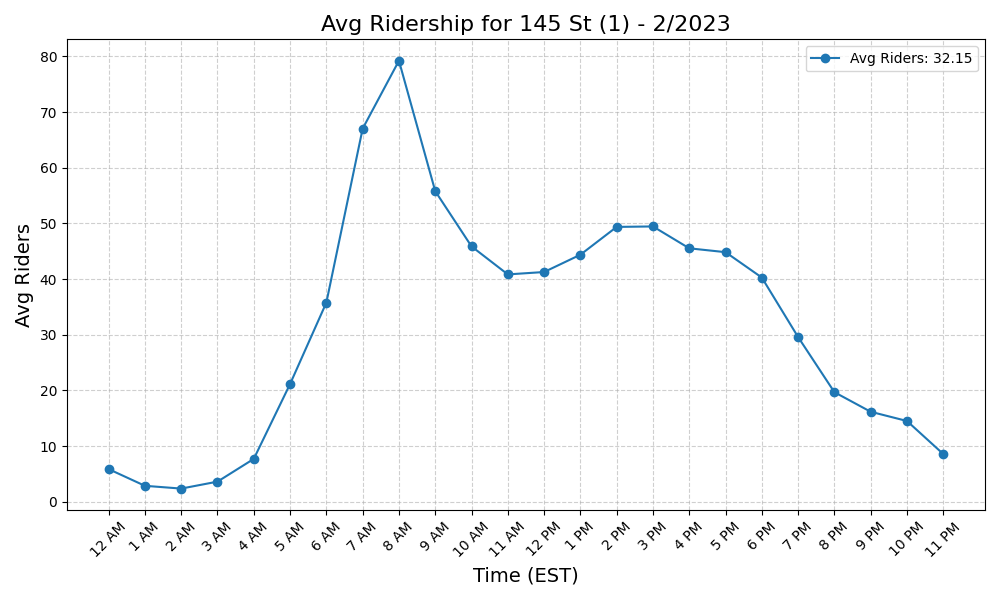 Avg Ridership for 145 St (1) - 2/2023
Avg Riders: 32.15
Avg Riders
80
70
60
50
40
30
20
10
0
12 AM
1 AM
2 AM
3 AM
4 AM
5 AM
6 AM
7 AM
8 AM
9 AM
10 AM
11 AM
12 PM
1 PM
2 PM
3 PM
4 PM
5 PM
6 PM
7 PM
8 PM
9 PM
10 PM
11 PM
Time (EST)